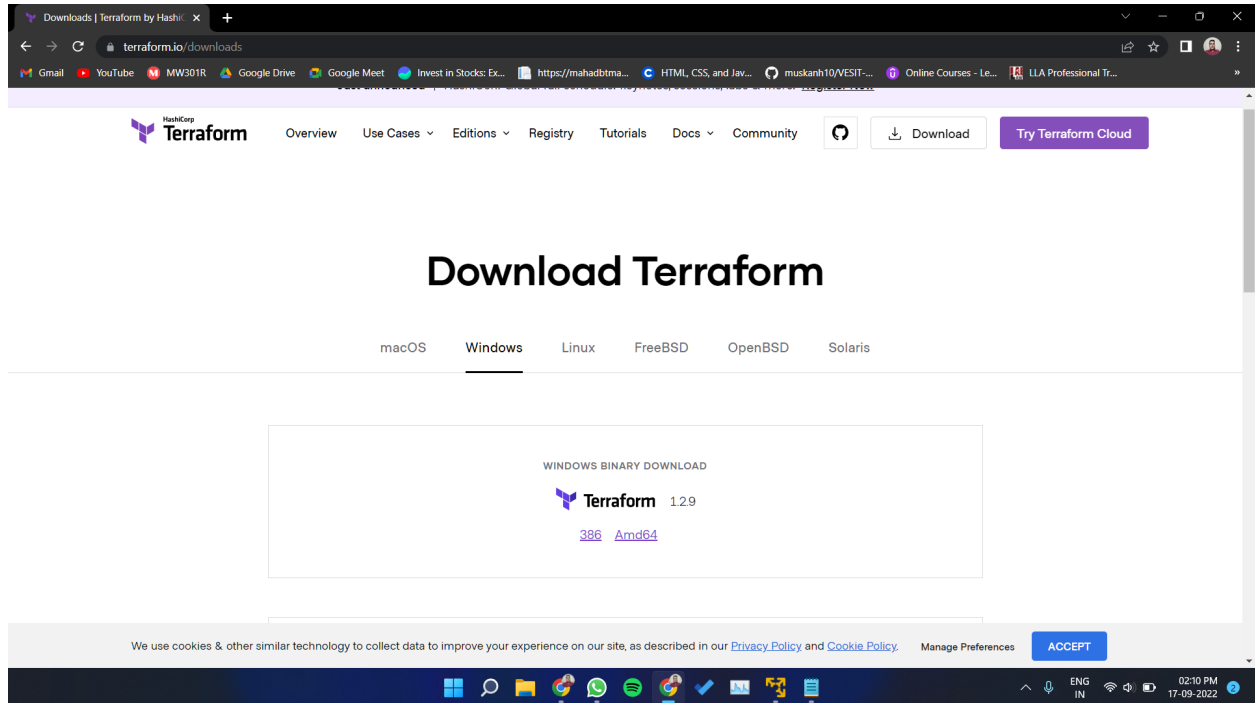 Downloads | Terraform by HashiC
terraform.io/downloads
Gmail YouTube MW301R Google Drive Google Meet Invest in Stocks: Ex... https://mahadbtma... HTML, CSS, and Jav... muskanh10/VESIT-... Online Courses - Le... LLA Professional Tr... »
Register Now
HashiCorp
Terraform
Overview Use Cases Editions Registry Tutorials Docs Community Download Try Terraform Cloud
Download Terraform
macOS Windows Linux FreeBSD OpenBSD Solaris
WINDOWS BINARY DOWNLOAD
Terraform 1.2.9
386 Amd64
We use cookies & other similar technology to collect data to improve your experience on our site, as described in our Privacy Policy and Cookie Policy. Manage Preferences ACCEPT
ENG
IN
02:10 PM
17-09-2022
2